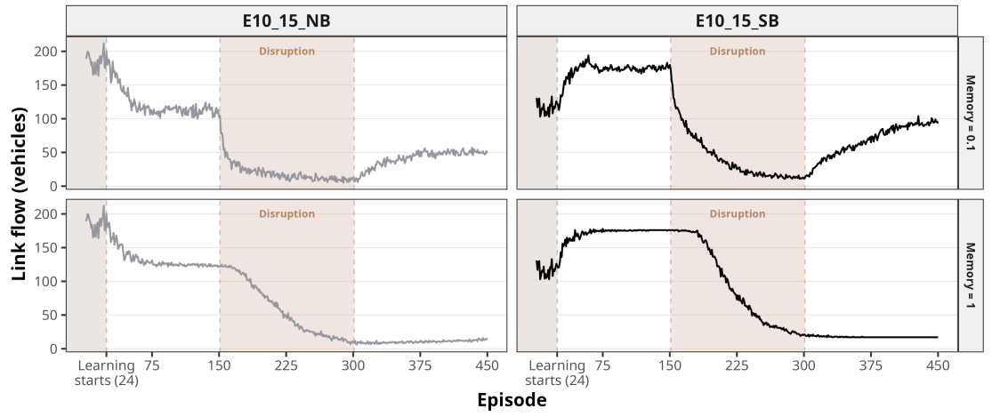 E10_15_NB
E10_15_SB
Link flow (vehicles)
200
150
100
50
0
Disruption
Disruption
Memory = 0.1
200
150
100
50
0
Disruption
Disruption
Memory = 1
Learning
starts (24)
75
150
225
300
375
450
Learning
starts (24)
75
150
225
300
375
450
Episode